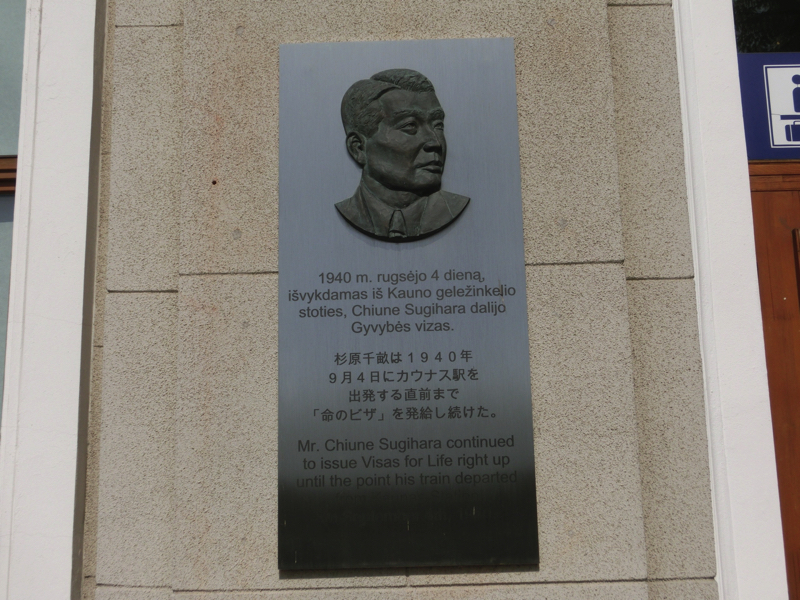 1940 m. rugsėjo 4 dieną,
išvykdamas iš Kauno geležinkelio
stoties, Chiune Sugihara dalijo
Gyvybės vizas.
杉原千畝は１９４０年
９月４日にカウナス駅を
出発する直前まで
「命のビザ」を発給し続けた。
Mr. Chiune Sugihara continued
to issue Visas for Life right up
until the point his train departed